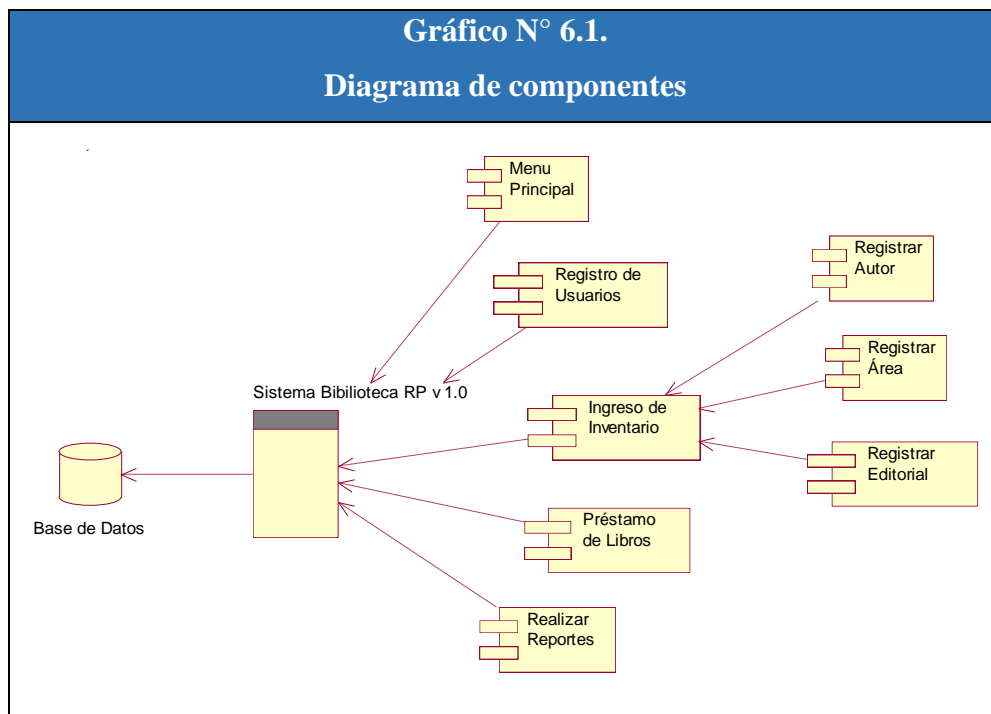 Gráfico N° 6.1.
Diagrama de componentes
Menu
Principal
Registro de
Usuarios
Registrar
Autor
Registrar
Área
Sistema Bibilioteca RP v1.0
Ingreso de
Inventario
Registrar
Editorial
Base de Datos
Préstamo
de Libros
Realizar
Reportes